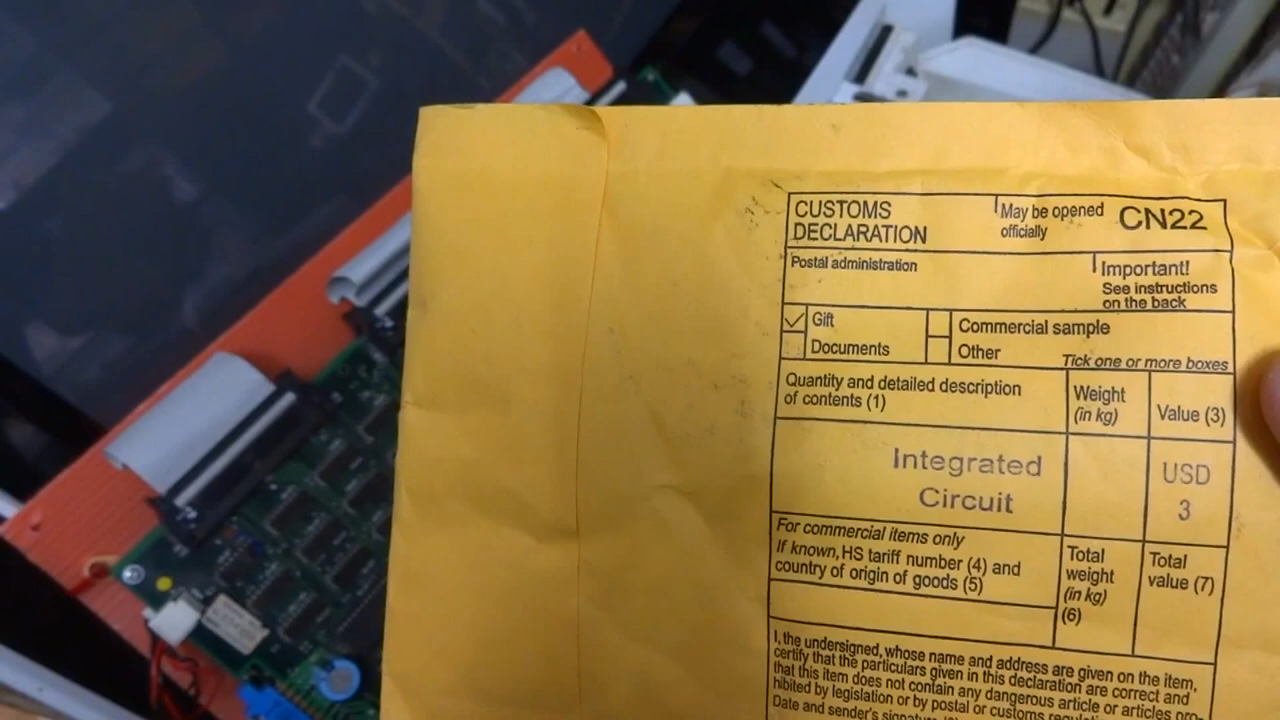 CUSTOMS
DECLARATION
May be opened
officially
CN22
Postal administration
Important!
See instructions
on the back
Gift
Documents
Commercial sample
Other
Tick one or more boxes
Quantity and detailed description
of contents (1)
Weight
(in kg)
Value (3)
Integrated
Circuit
USD
3
For commercial items only
If known, HS tariff number (4) and
country of origin of goods (5)
Total
weight
(in kg)
(6)
Total
value (7)
I, the undersigned, whose name and address are given on the item,
certify that the particulars given in this declaration are correct and
that this item does not contain any dangerous article or articles pro-
hibited by legislation or by postal or customs
Date and sender's